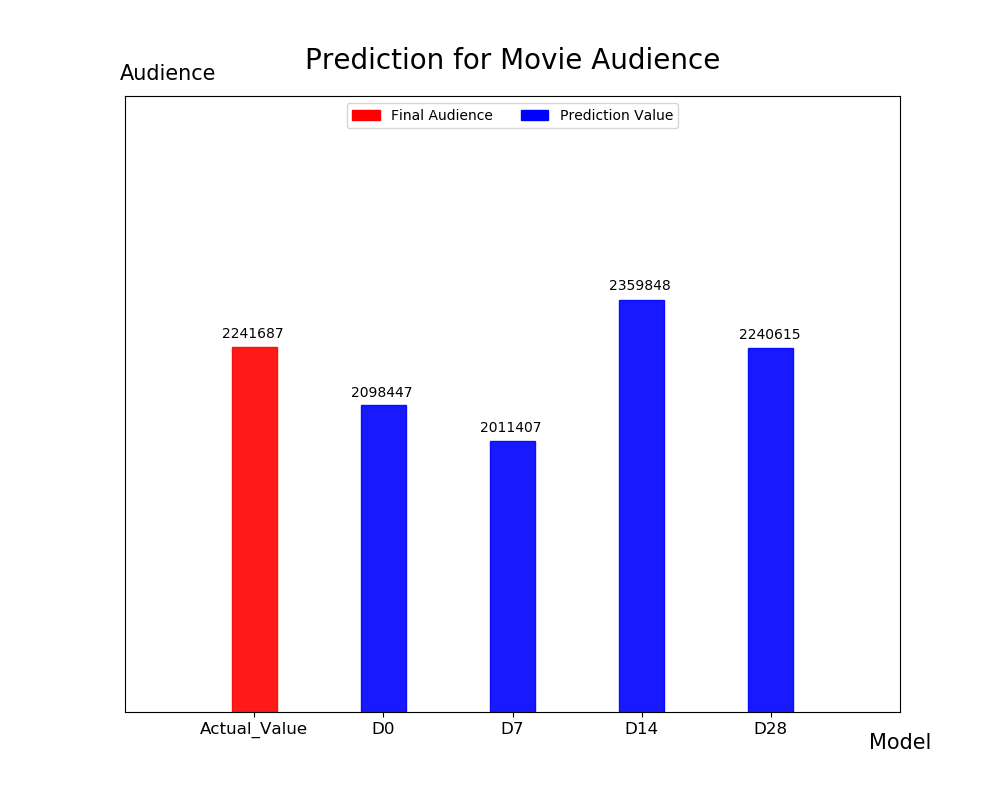 Prediction for Movie Audience
Audience
Final Audience
Prediction Value
2241687
2098447
2011407
2359848
2240615
Actual_Value
D0
D7
D14
D28
Model